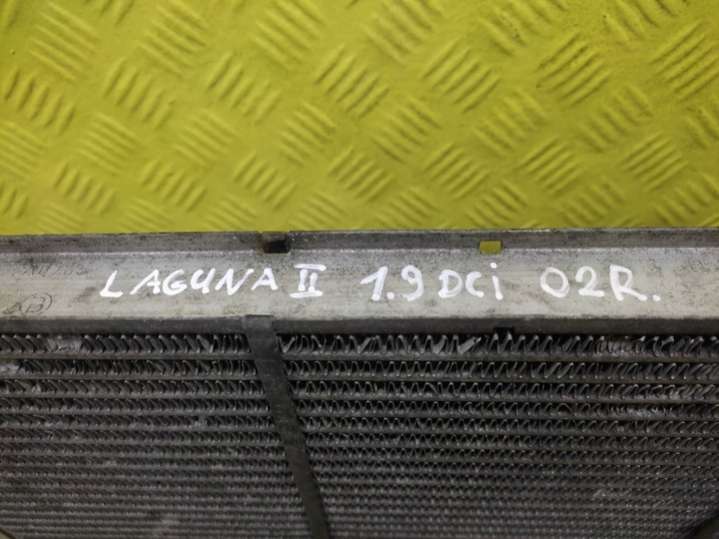 LAGUNA II 1.9 DCi 02R.